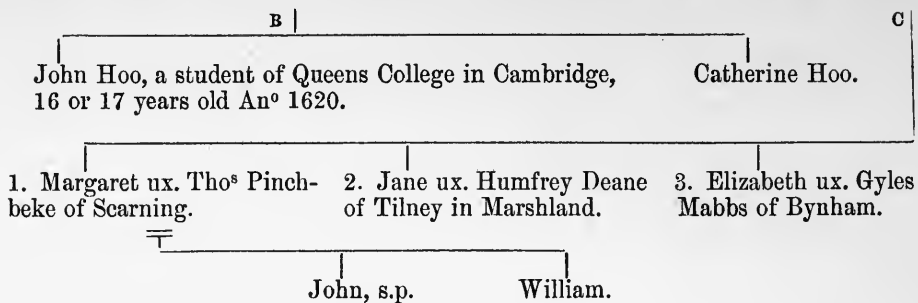 B C
John Hoo, a student of Queens College in Cambridge,
16 or 17 years old Anº 1620.
Catherine Hoo.
1. Margaret ux. Thoˢ Pinch-
beke of Scarning.
2. Jane ux. Humfrey Deane
of Tilney in Marshland.
3. Elizabeth ux. Gyles
Mabbs of Bynham.
John, s.p. William.